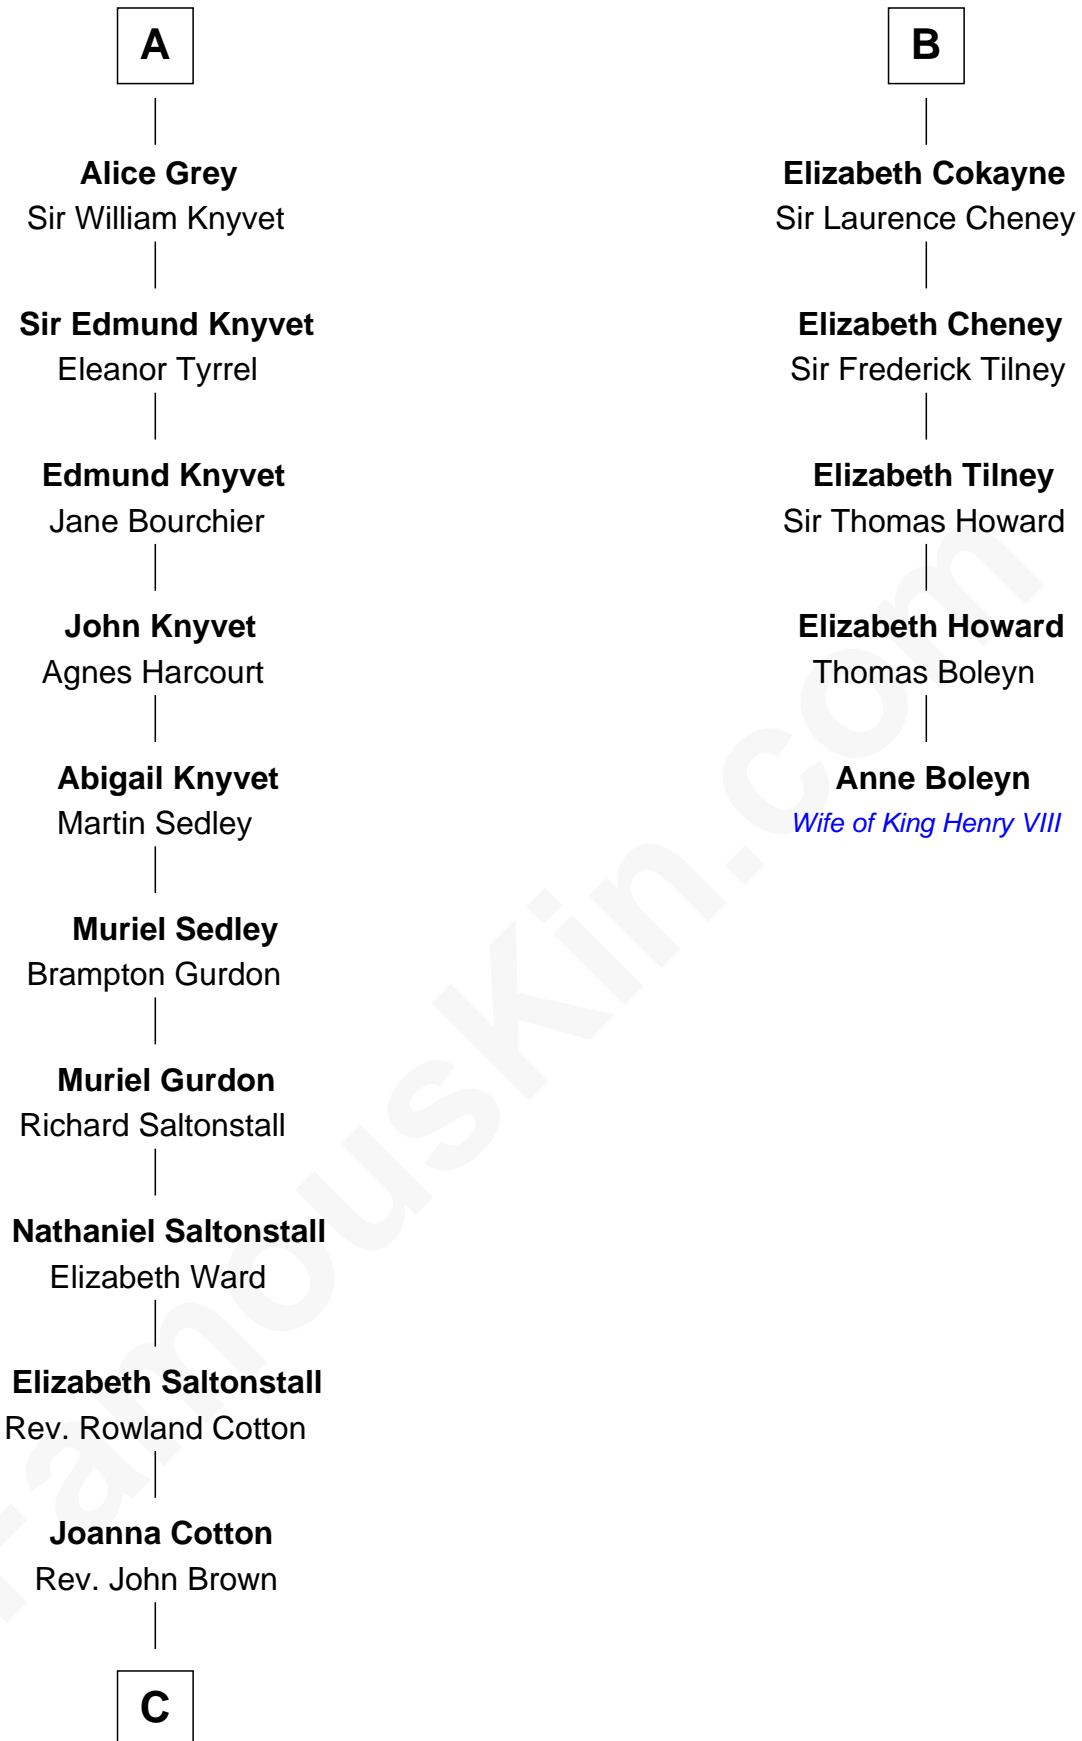 A
Alice Grey
Sir William Knyvet
Sir Edmund Knyvet
Eleanor Tyrrel
Edmund Knyvet
Jane Bourchier
John Knyvet
Agnes Harcourt
Abigail Knyvet
Martin Sedley
Muriel Sedley
Brampton Gurdon
Muriel Gurdon
Richard Saltonstall
Nathaniel Saltonstall
Elizabeth Ward
Elizabeth Saltonstall
Rev. Rowland Cotton
Joanna Cotton
Rev. John Brown
C
B
Elizabeth Cokayne
Sir Laurence Cheney
Elizabeth Cheney
Sir Frederick Tilney
Elizabeth Tilney
Sir Thomas Howard
Elizabeth Howard
Thomas Boleyn
Anne Boleyn
Wife of King Henry VIII
FamousKin.com